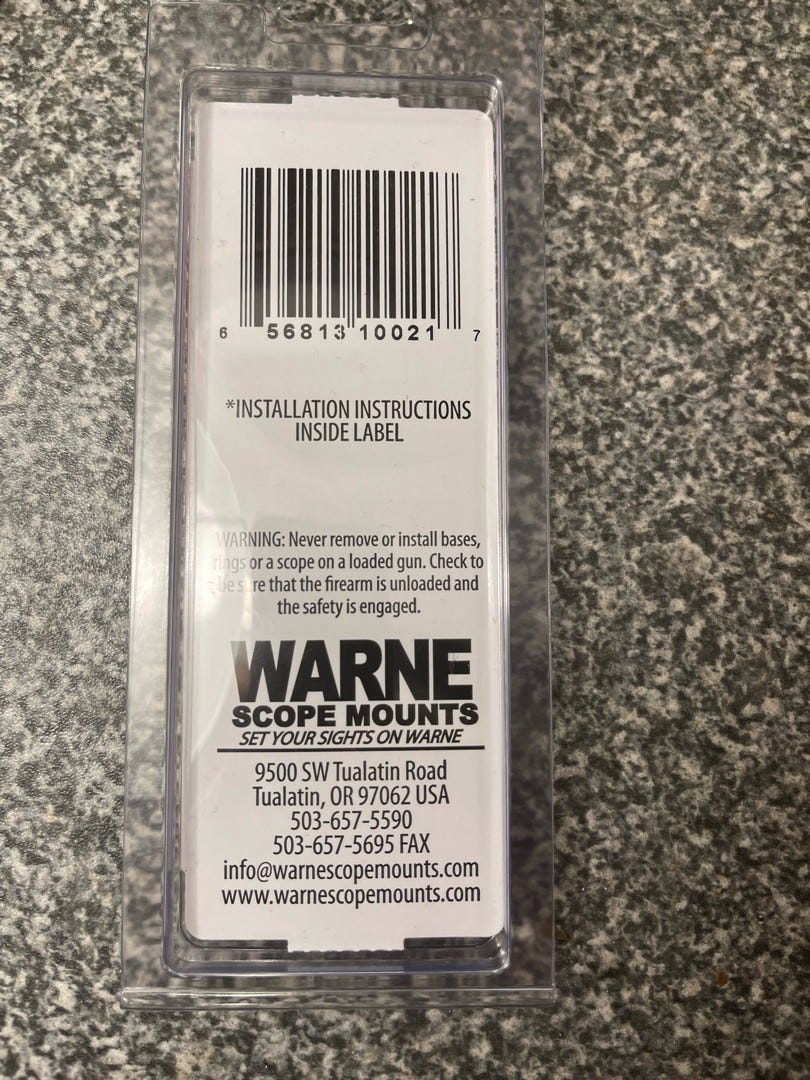 6 56813 10021 7
*INSTALLATION INSTRUCTIONS
INSIDE LABEL
WARNING: Never remove or install bases,
rings or a scope on a loaded gun. Check to
be sure that the firearm is unloaded and
the safety is engaged.
WARNE
SCOPE MOUNTS
SET YOUR SIGHTS ON WARNE
9500 SW Tualatin Road
Tualatin, OR 97062 USA
503-657-5590
503-657-5695 FAX
info@warnescopemounts.com
www.warnescopemounts.com